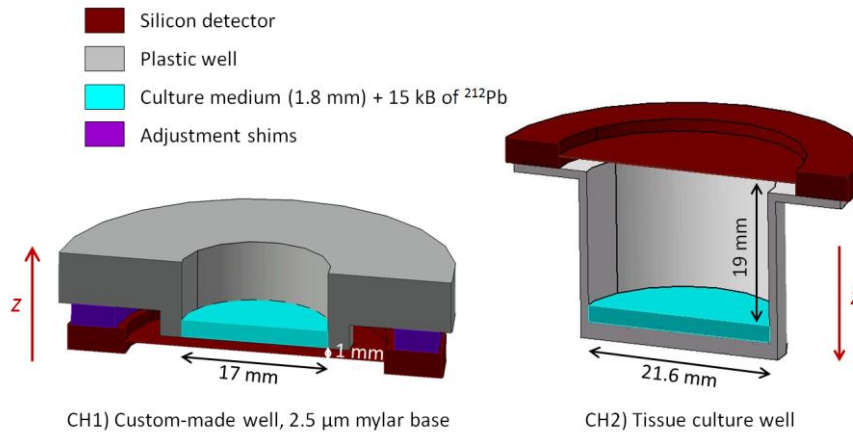 Silicon detector
Plastic well
Culture medium (1.8 mm) + 15 kB of ²¹²Pb
Adjustment shims
z
19 mm
z
1 mm
17 mm
21.6 mm
CH1) Custom-made well, 2.5 µm mylar base
CH2) Tissue culture well